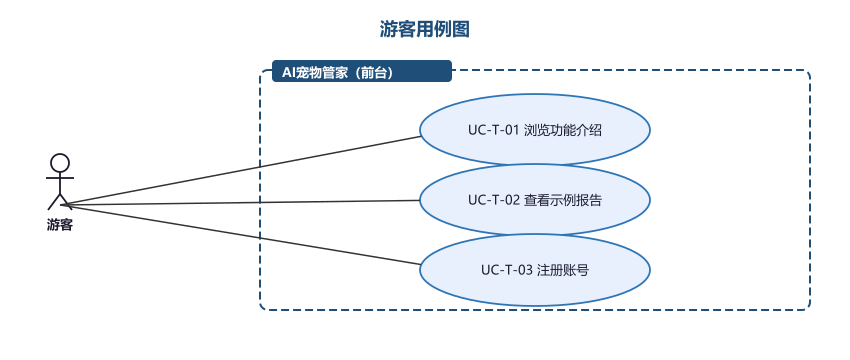 游客用例图
AI宠物管家（前台）
UC-T-01 浏览功能介绍
UC-T-02 查看示例报告
游客
UC-T-03 注册账号